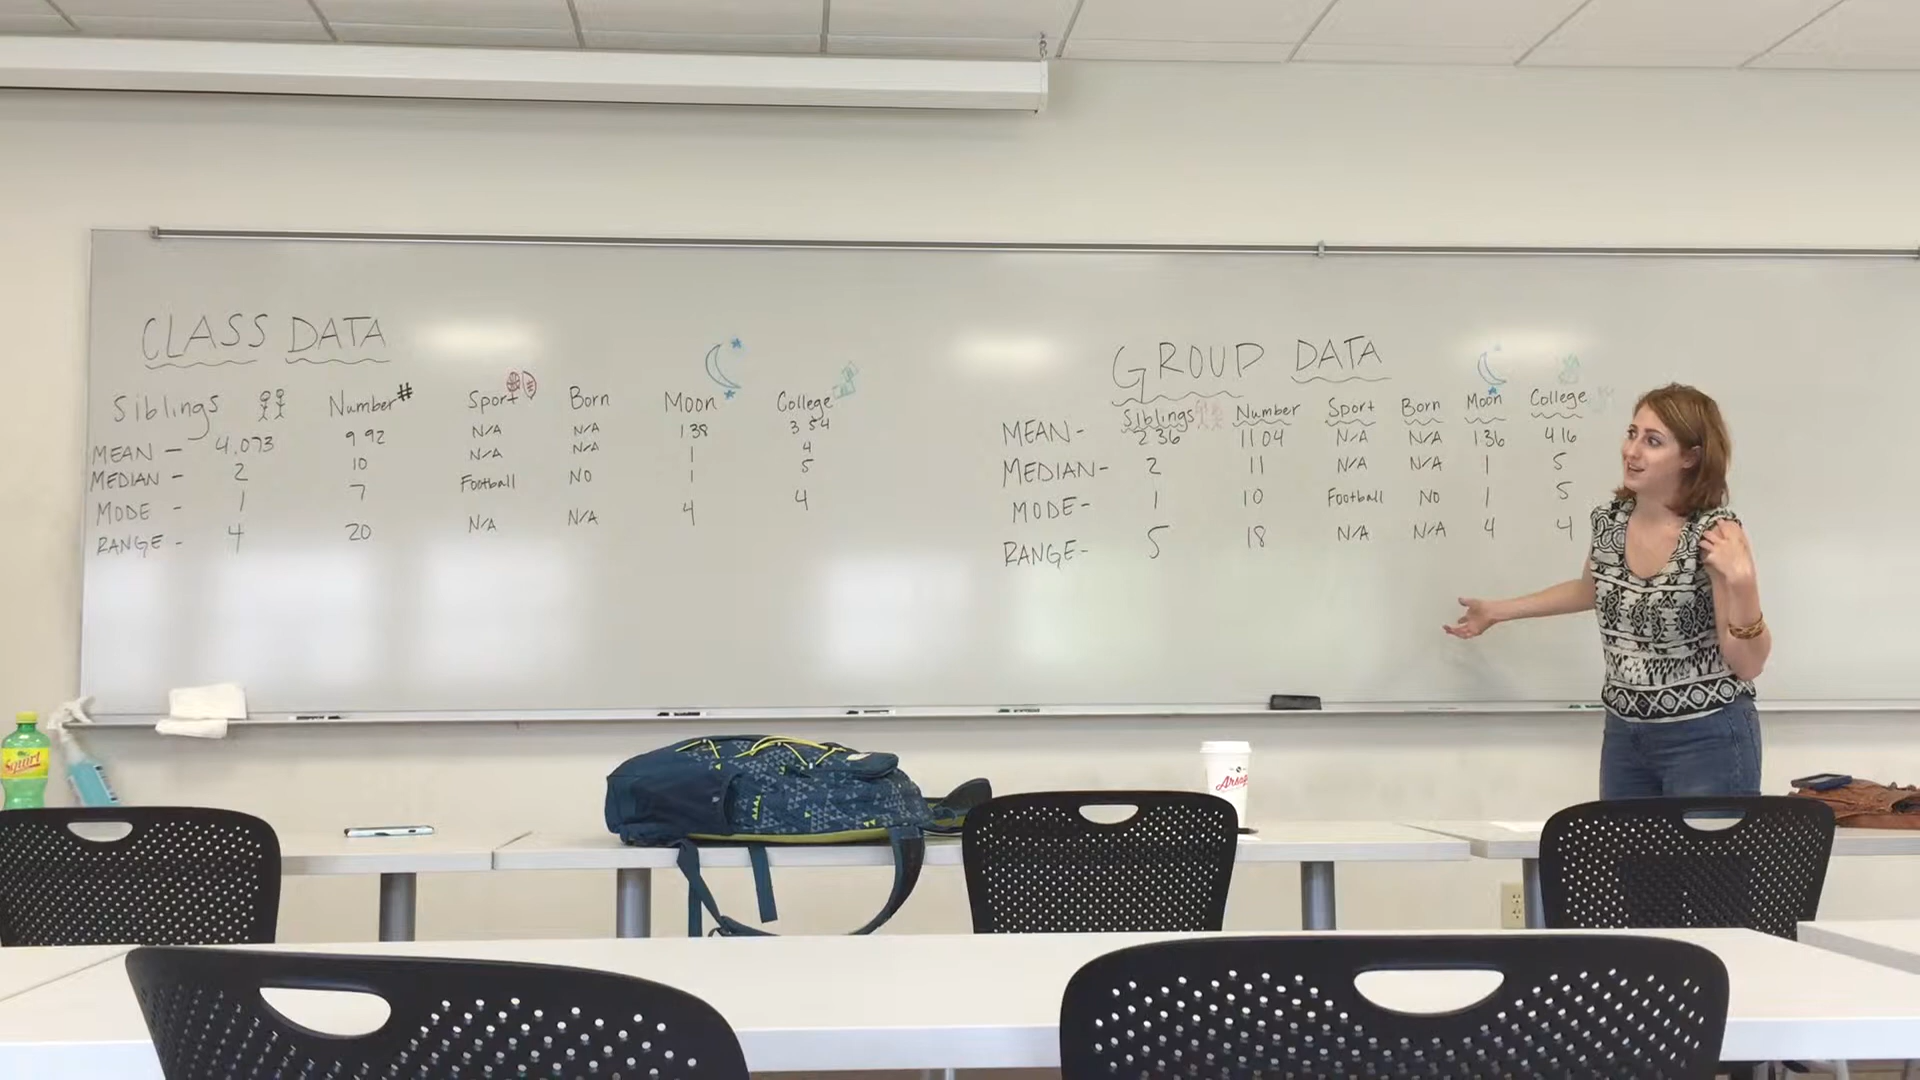 CLASS DATA
Siblings Number# Sport Born Moon College
MEAN - 4.073 9 92 N/A N/A 1 38 3 54
MEDIAN - 2 10 N/A N/A 1 4
MODE - 1 7 Football NO 1 5
RANGE - 4 20 N/A N/A 4 4
GROUP DATA
Siblings Number Sport Born Moon College
MEAN- 2 36 11 04 N/A N/A 1 36 4 16
MEDIAN- 2 11 N/A N/A 1 5
MODE- 1 10 Football NO 1 5
RANGE- 5 18 N/A N/A 4 4
Squirt